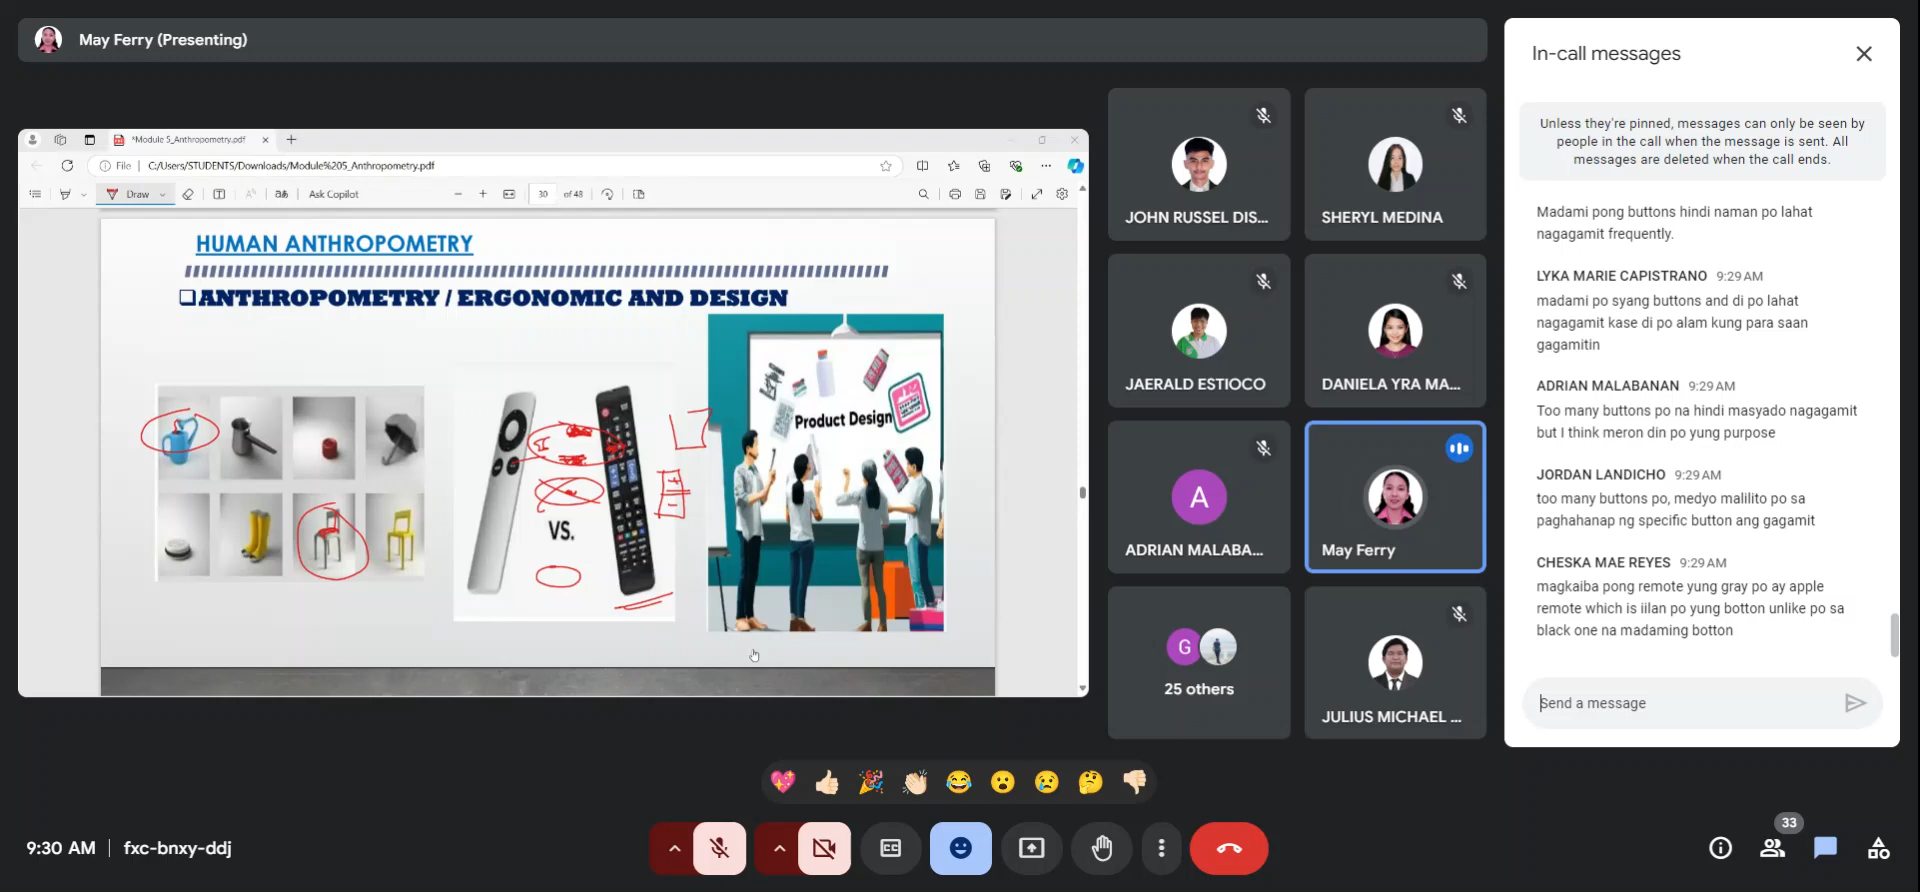 May Ferry (Presenting)
*Module 5_Anthropometry.pdf
File
C:/Users/STUDENTS/Downloads/Module%205_Anthropometry.pdf
Draw
Ask Copilot
30
of 48
HUMAN ANTHROPOMETRY
ANTHROPOMETRY / ERGONOMIC AND DESIGN
VS.
Product Design
JOHN RUSSEL DIS...
SHERYL MEDINA
JAERALD ESTIOCO
DANIELA YRA MA...
A
ADRIAN MALABA...
May Ferry
G
25 others
JULIUS MICHAEL ...
In-call messages
Unless they're pinned, messages can only be seen by
people in the call when the message is sent. All
messages are deleted when the call ends.
Madami pong buttons hindi naman po lahat
nagagamit frequently.
LYKA MARIE CAPISTRANO 9:29 AM
madami po syang buttons and di po lahat
nagagamit kase di po alam kung para saan
gagamitin
ADRIAN MALABANAN 9:29 AM
Too many buttons po na hindi masyado nagagamit
but I think meron din po yung purpose
JORDAN LANDICHO 9:29 AM
too many buttons po, medyo malilito po sa
paghahanap ng specific button ang gagamit
CHESKA MAE REYES 9:29 AM
magkaiba pong remote yung gray po ay apple
remote which is iilan po yung botton unlike po sa
black one na madaming botton
Send a message
9:30 AM
fxc-bnxy-ddj
33